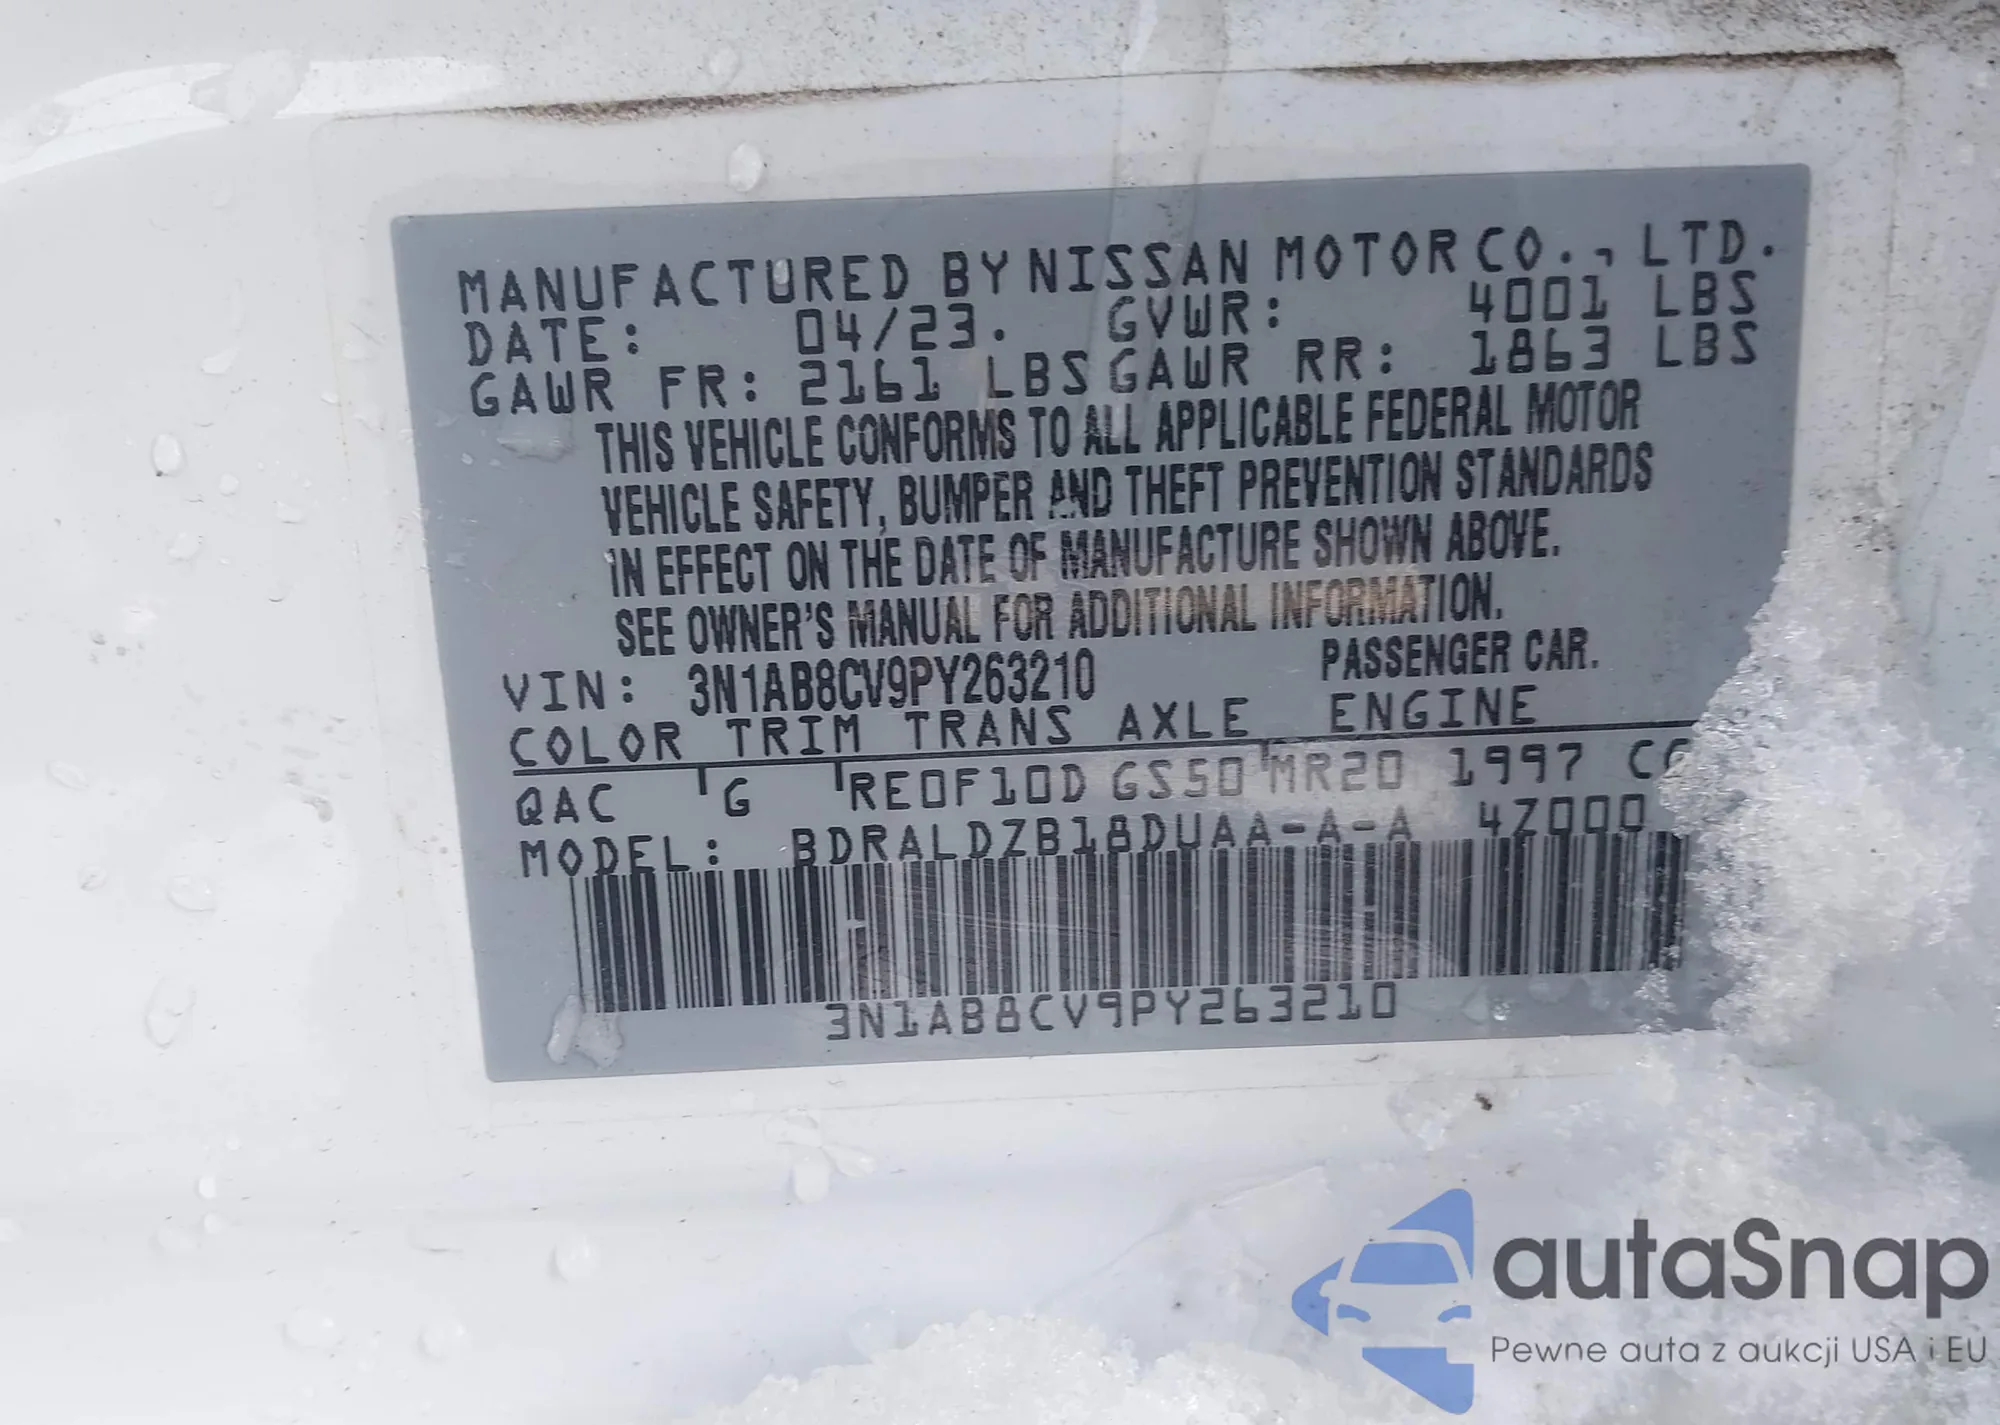 MANUFACTURED BY NISSAN MOTOR CO., LTD.
DATE: 04/23. GVWR: 4001 LBS
GAWR FR: 2161 LBS GAWR RR: 1863 LBS
THIS VEHICLE CONFORMS TO ALL APPLICABLE FEDERAL MOTOR
VEHICLE SAFETY, BUMPER AND THEFT PREVENTION STANDARDS
IN EFFECT ON THE DATE OF MANUFACTURE SHOWN ABOVE.
SEE OWNER'S MANUAL FOR ADDITIONAL INFORMATION.
VIN: 3N1AB8CV9PY263210 PASSENGER CAR.
COLOR TRIM TRANS AXLE ENGINE
QAC G RE0F10D GS50 MR20 1997 CC
MODEL: BDRALDZB18DUAA-A-A 4Z000
3N1AB8CV9PY263210
autaSnap
Pewne auta z aukcji USA i EU